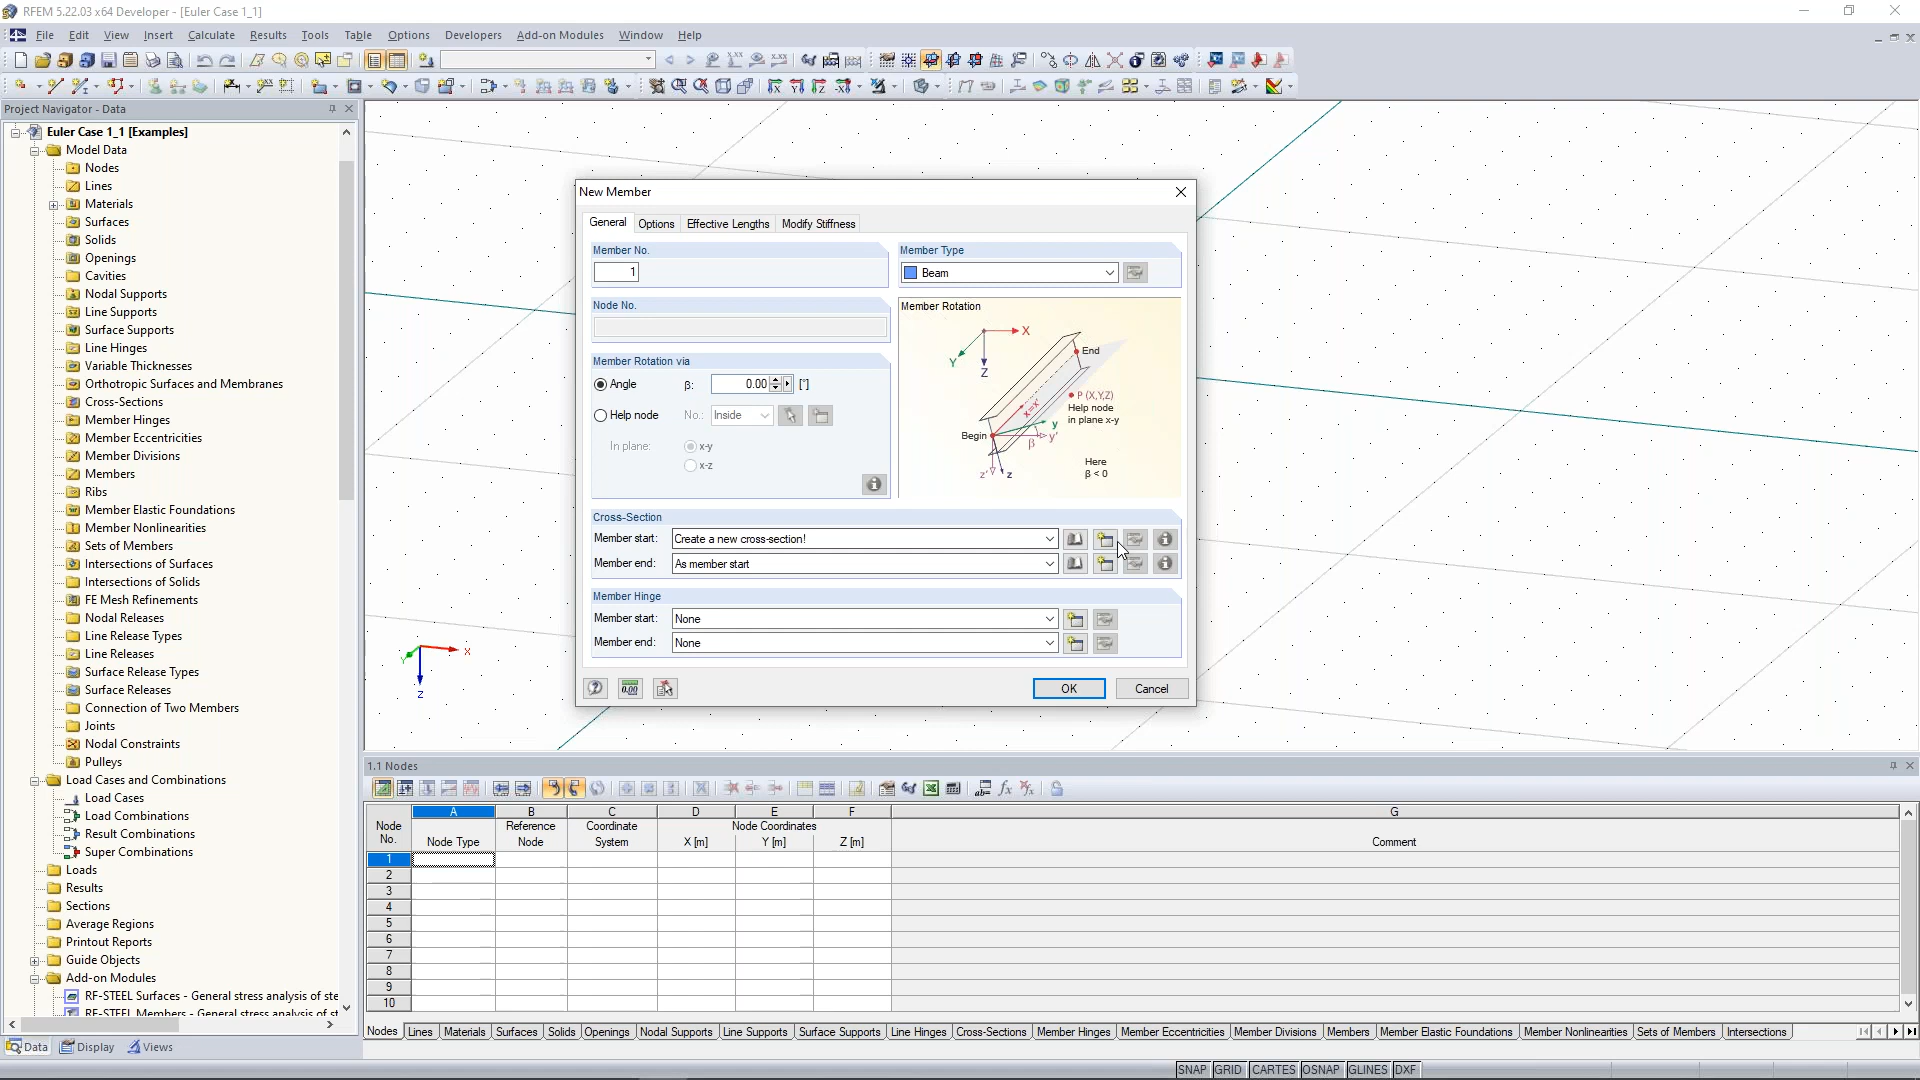 RFEM 5.22.03 x64 Developer - [Euler Case 1_1]
File Edit View Insert Calculate Results Tools Table Options Developers Add-on Modules Window Help
Project Navigator - Data
Euler Case 1_1 [Examples]
Model Data
Nodes
Lines
Materials
Surfaces
Solids
Openings
Cavities
Nodal Supports
Line Supports
Surface Supports
Line Hinges
Variable Thicknesses
Orthotropic Surfaces and Membranes
Cross-Sections
Member Hinges
Member Eccentricities
Member Divisions
Members
Ribs
Member Elastic Foundations
Member Nonlinearities
Sets of Members
Intersections of Surfaces
Intersections of Solids
FE Mesh Refinements
Nodal Releases
Line Release Types
Line Releases
Surface Release Types
Surface Releases
Connection of Two Members
Joints
Nodal Constraints
Pulleys
Load Cases and Combinations
Load Cases
Load Combinations
Result Combinations
Super Combinations
Loads
Results
Sections
Average Regions
Printout Reports
Guide Objects
Add-on Modules
RF-STEEL Surfaces - General stress analysis of ste
RF-STEEL Members - General stress analysis of st
Data Display Views
New Member
General Options Effective Lengths Modify Stiffness
Member No.
1
Member Type
Beam
Node No.
Member Rotation via
Angle β: 0.00 [°]
Help node No.: Inside
In plane: x-y
x-z
Member Rotation
X
Y
Z
End
P (X,Y,Z)
Help node
in plane x-y
x=x'
y
Begin
β
y'
z' z
Here
β < 0
Cross-Section
Member start: Create a new cross-section!
Member end: As member start
Member Hinge
Member start: None
Member end: None
0.00
OK Cancel
X
Y
Z
1.1 Nodes
A B C D E F G
Node Reference Coordinate Node Coordinates
No. Node Type Node System X [m] Y [m] Z [m] Comment
1
2
3
4
5
6
7
8
9
10
Nodes Lines Materials Surfaces Solids Openings Nodal Supports Line Supports Surface Supports Line Hinges Cross-Sections Member Hinges Member Eccentricities Member Divisions Members Member Elastic Foundations Member Nonlinearities Sets of Members Intersections
SNAP GRID CARTES OSNAP GLINES DXF